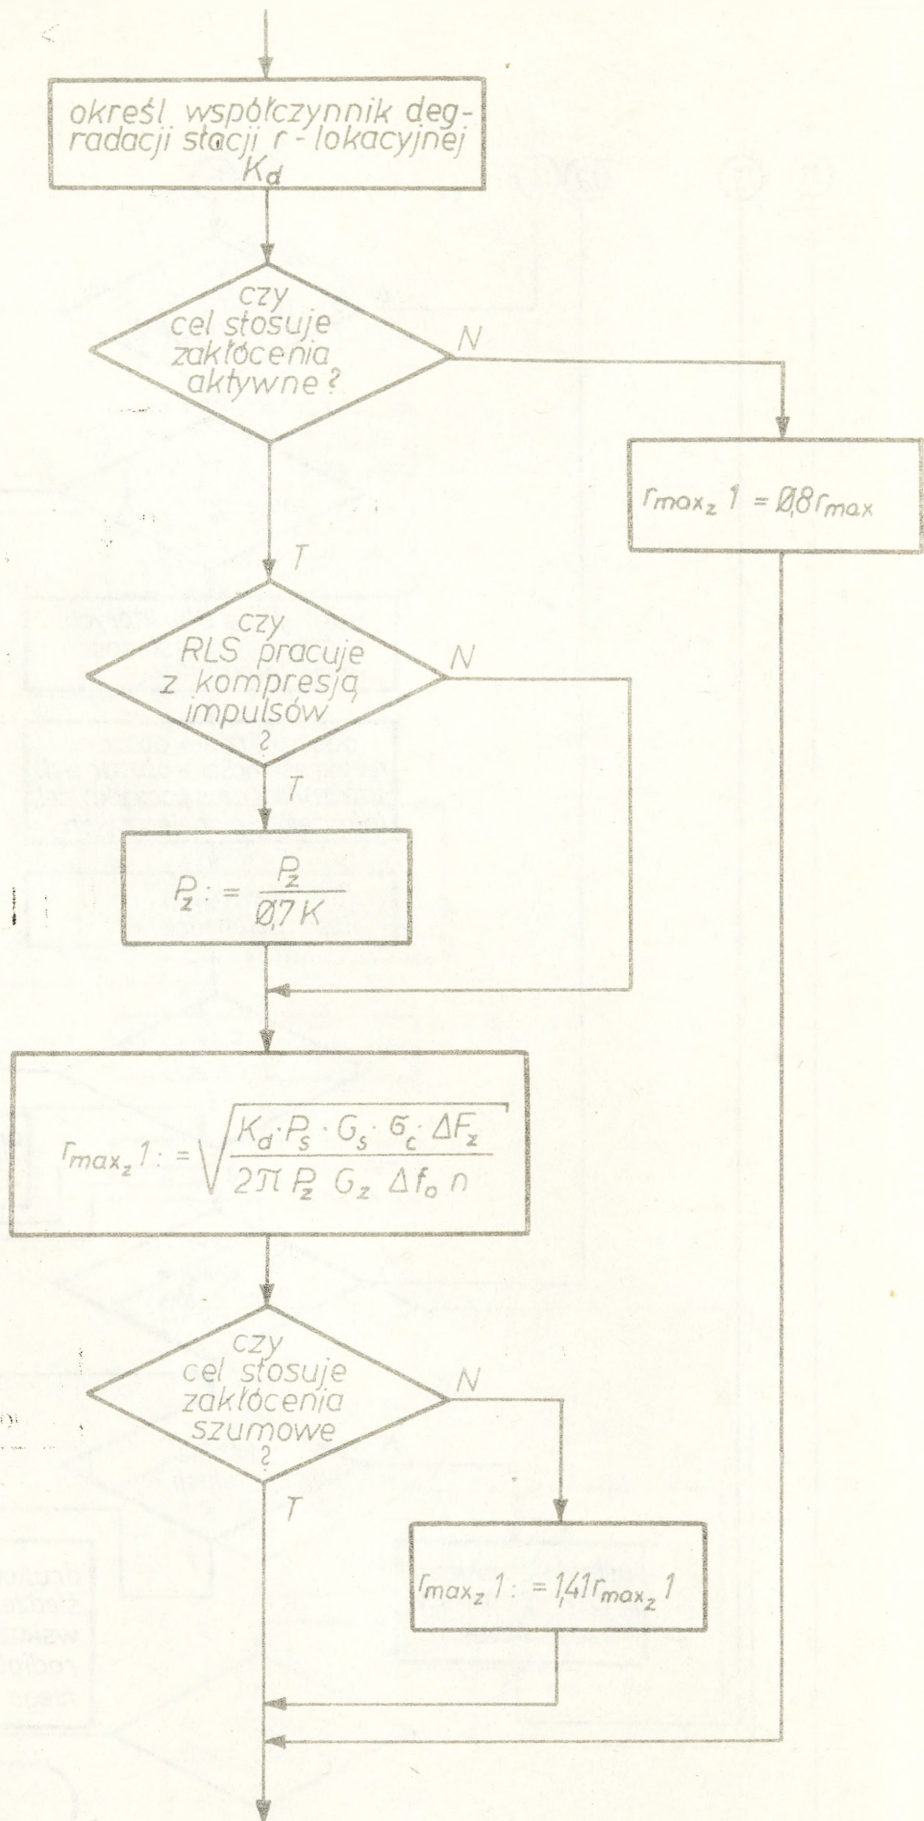 określ współczynnik deg-
radacji stacji r-lokacyjnej
K_d
czy
cel stosuje
zakłócenia
aktywne?
N
r_max_z 1 = 0,8 r_max
T
czy
RLS pracuje
z kompresją
impulsów
?
N
T
P_z := P_z / 0,7 K
r_max_z 1 := √(K_d · P_s · G_s · σ_c · ΔF_z / 2π P_z G_z Δf_o n)
czy
cel stosuje
zakłócenia
szumowe
?
N
T
r_max_z 1 := 1,41 r_max_z 1